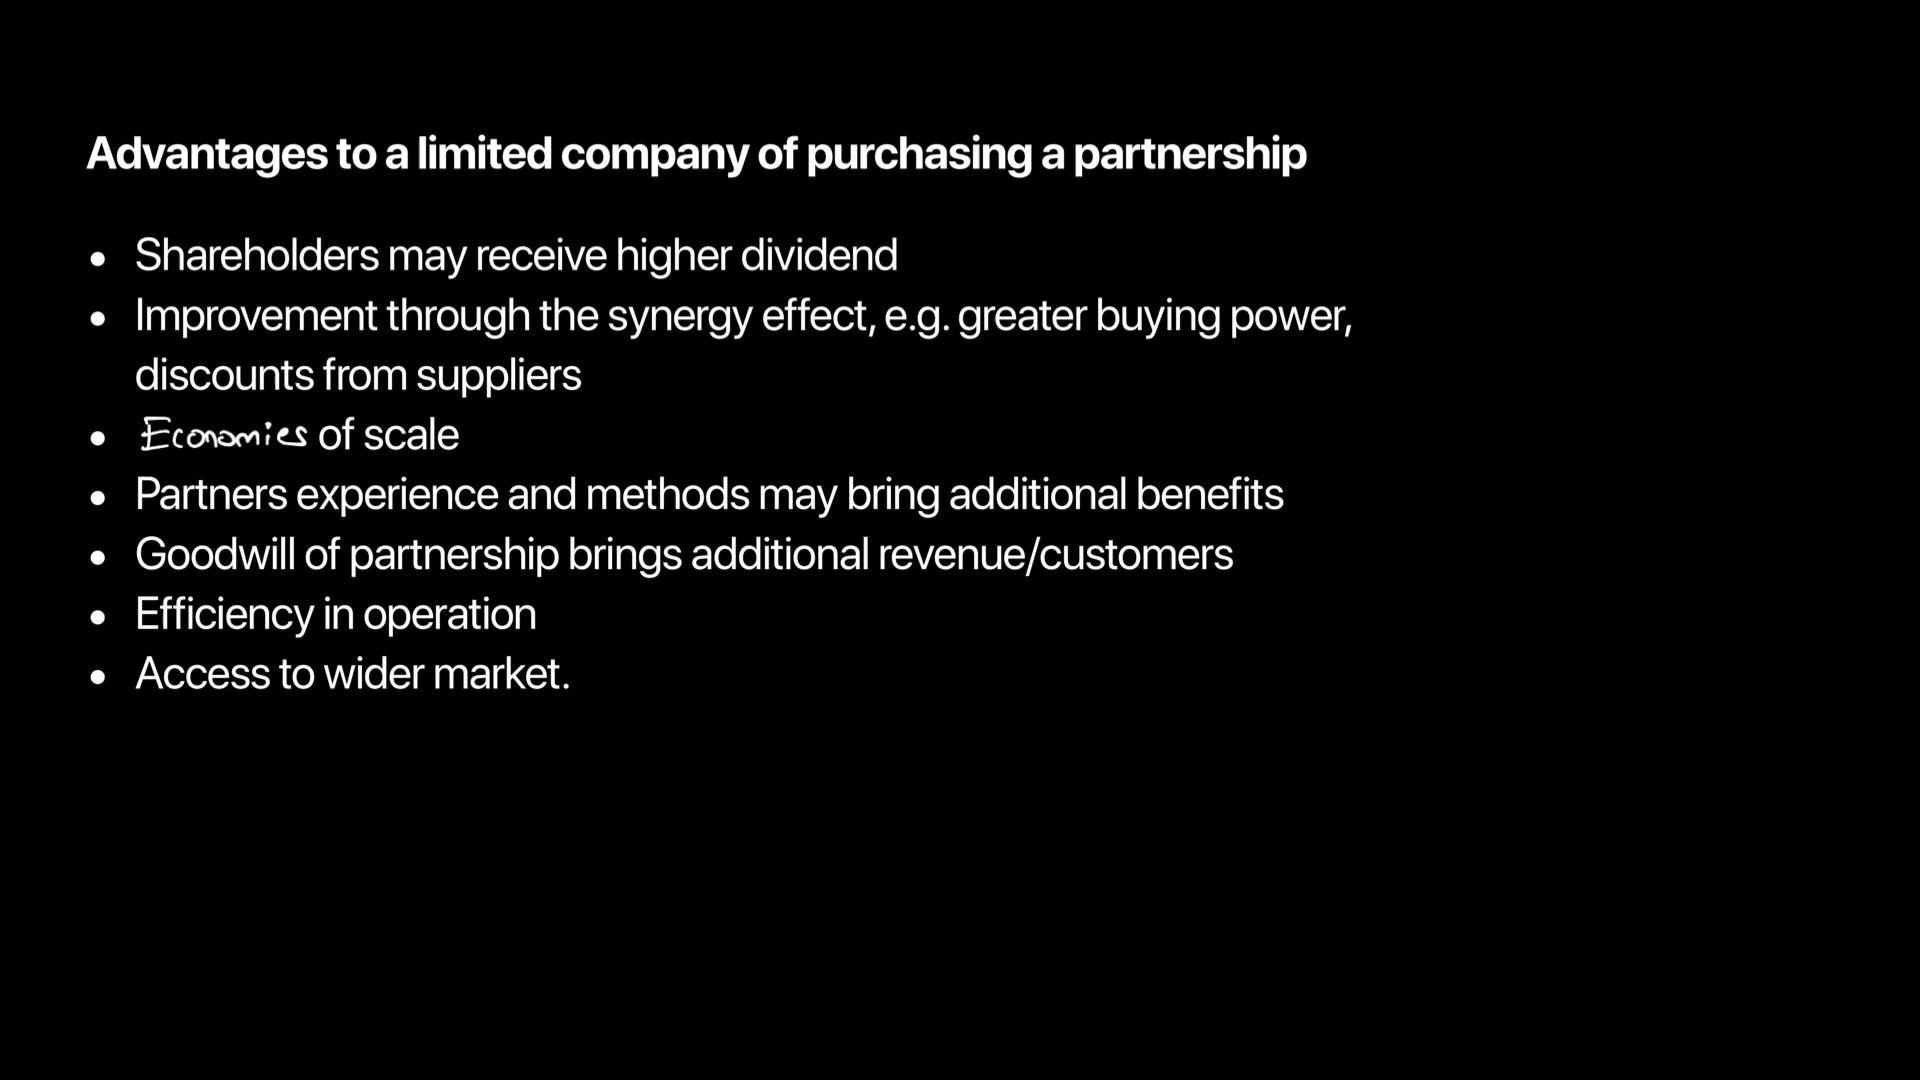 Advantages to a limited company of purchasing a partnership
• Shareholders may receive higher dividend
• Improvement through the synergy effect, e.g. greater buying power,
discounts from suppliers
• Economies of scale
• Partners experience and methods may bring additional benefits
• Goodwill of partnership brings additional revenue/customers
• Efficiency in operation
• Access to wider market.